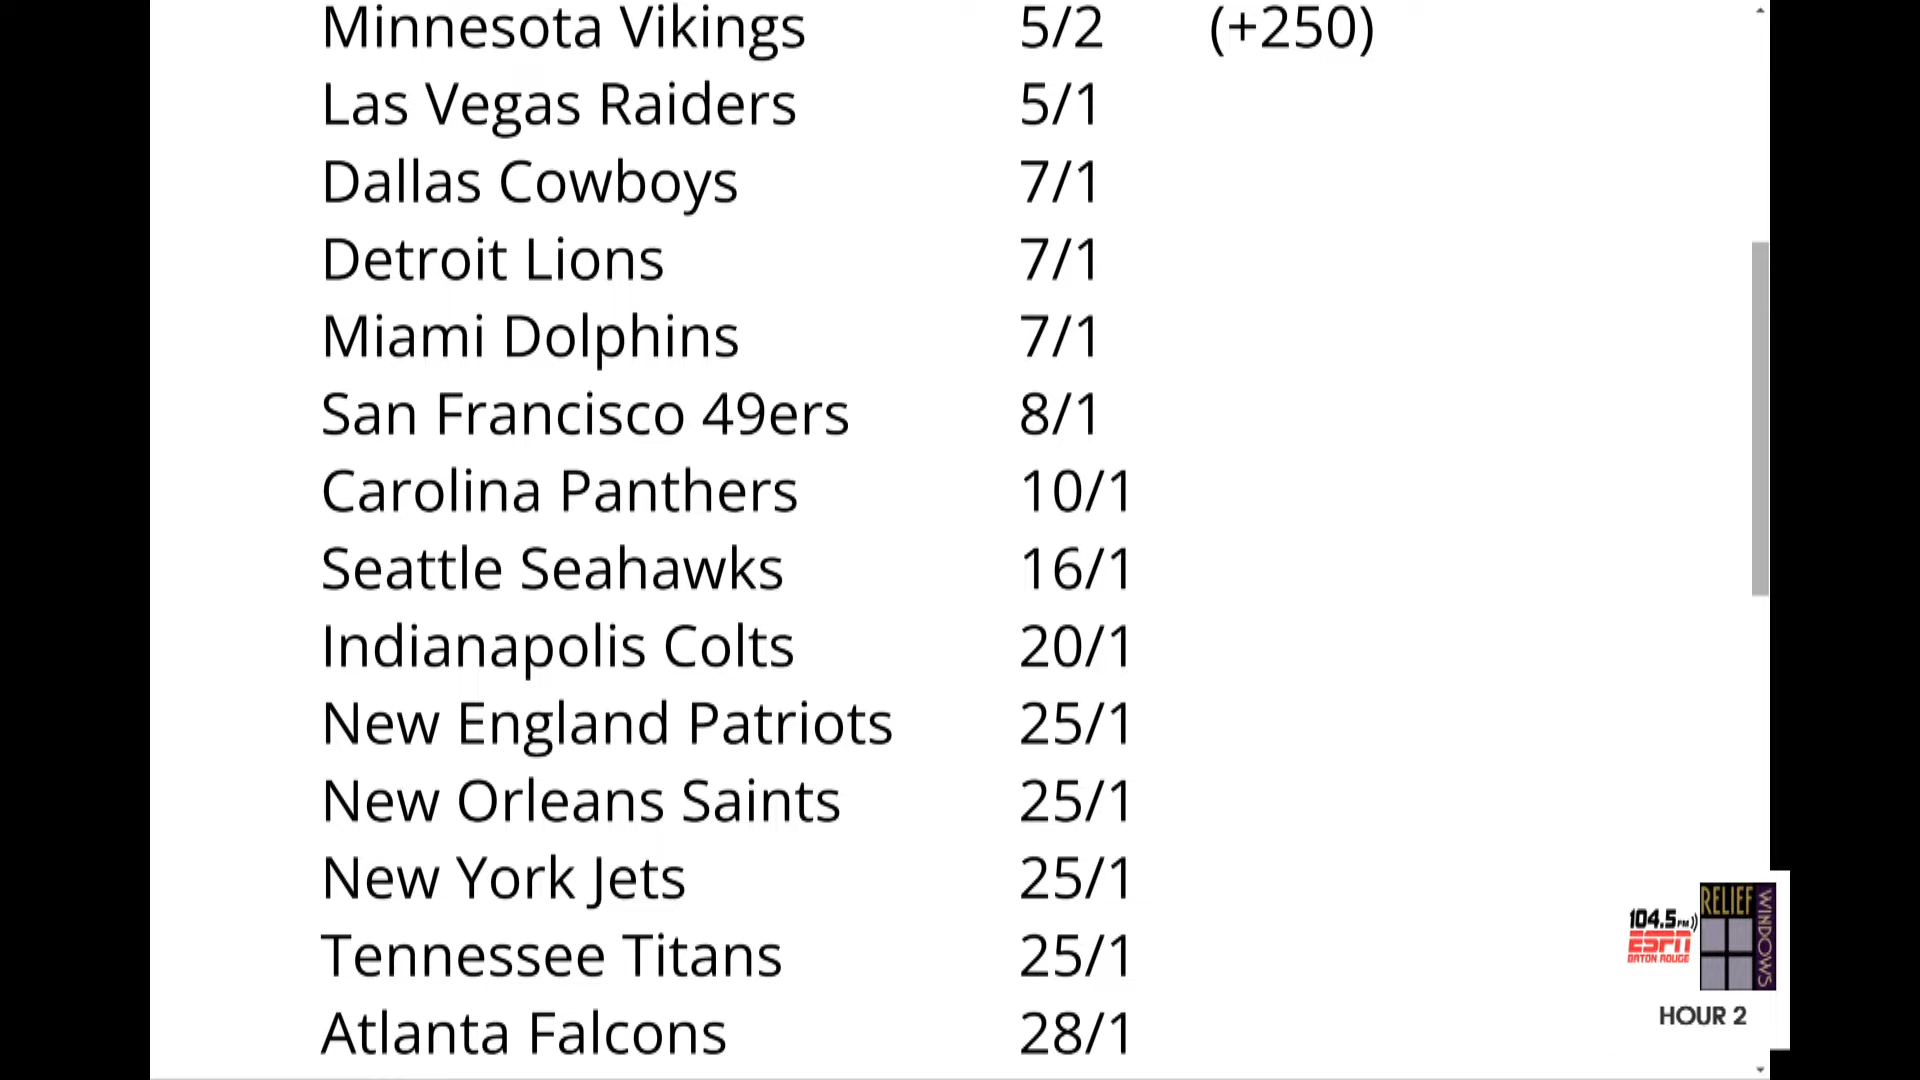 Minnesota Vikings 5/2 (+250)
Las Vegas Raiders 5/1
Dallas Cowboys 7/1
Detroit Lions 7/1
Miami Dolphins 7/1
San Francisco 49ers 8/1
Carolina Panthers 10/1
Seattle Seahawks 16/1
Indianapolis Colts 20/1
New England Patriots 25/1
New Orleans Saints 25/1
New York Jets 25/1
Tennessee Titans 25/1
Atlanta Falcons 28/1
104.5 FM
ESPN
BATON ROUGE
RELIEF
WINDOWS
HOUR 2